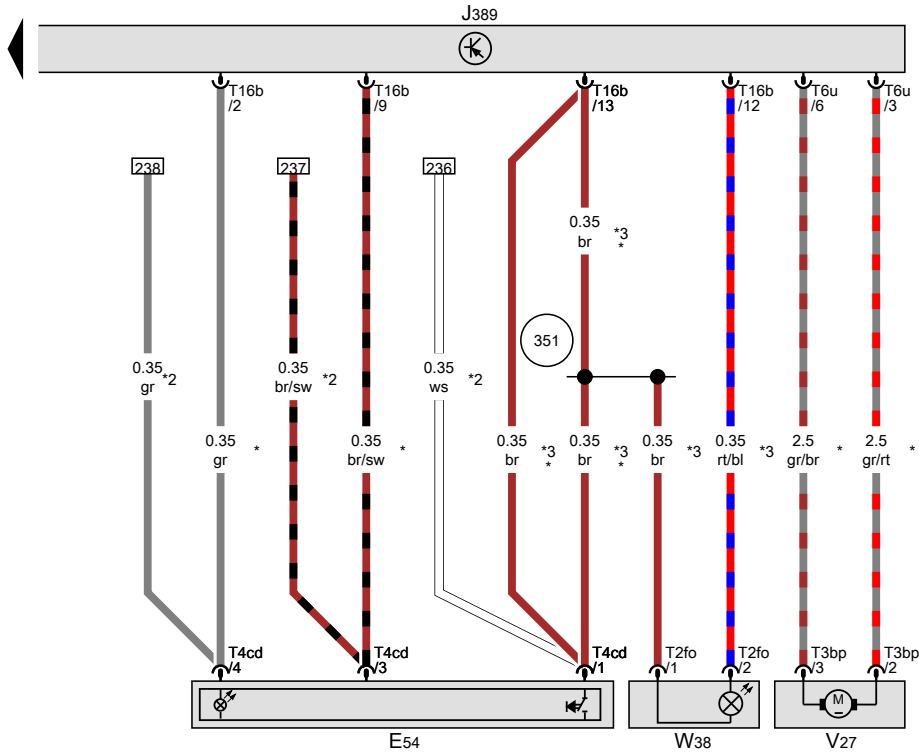 J389
T16b
/2
T16b
/9
T16b
/13
T16b
/12
T6u
/6
T6u
/3
238
237
236
0.35
br
*3
*
351
0.35
gr
*2
0.35
br/sw
*2
0.35
ws
*2
0.35
gr
*
0.35
br/sw
*
0.35
br
*3
*
0.35
br
*3
*
0.35
br
*3
0.35
rt/bl
*3
2.5
gr/br
*
2.5
gr/rt
*
T4cd
/4
T4cd
/3
T4cd
/1
T2fo
/1
T2fo
/2
T3bp
/3
T3bp
/2
M
E54
W38
V27